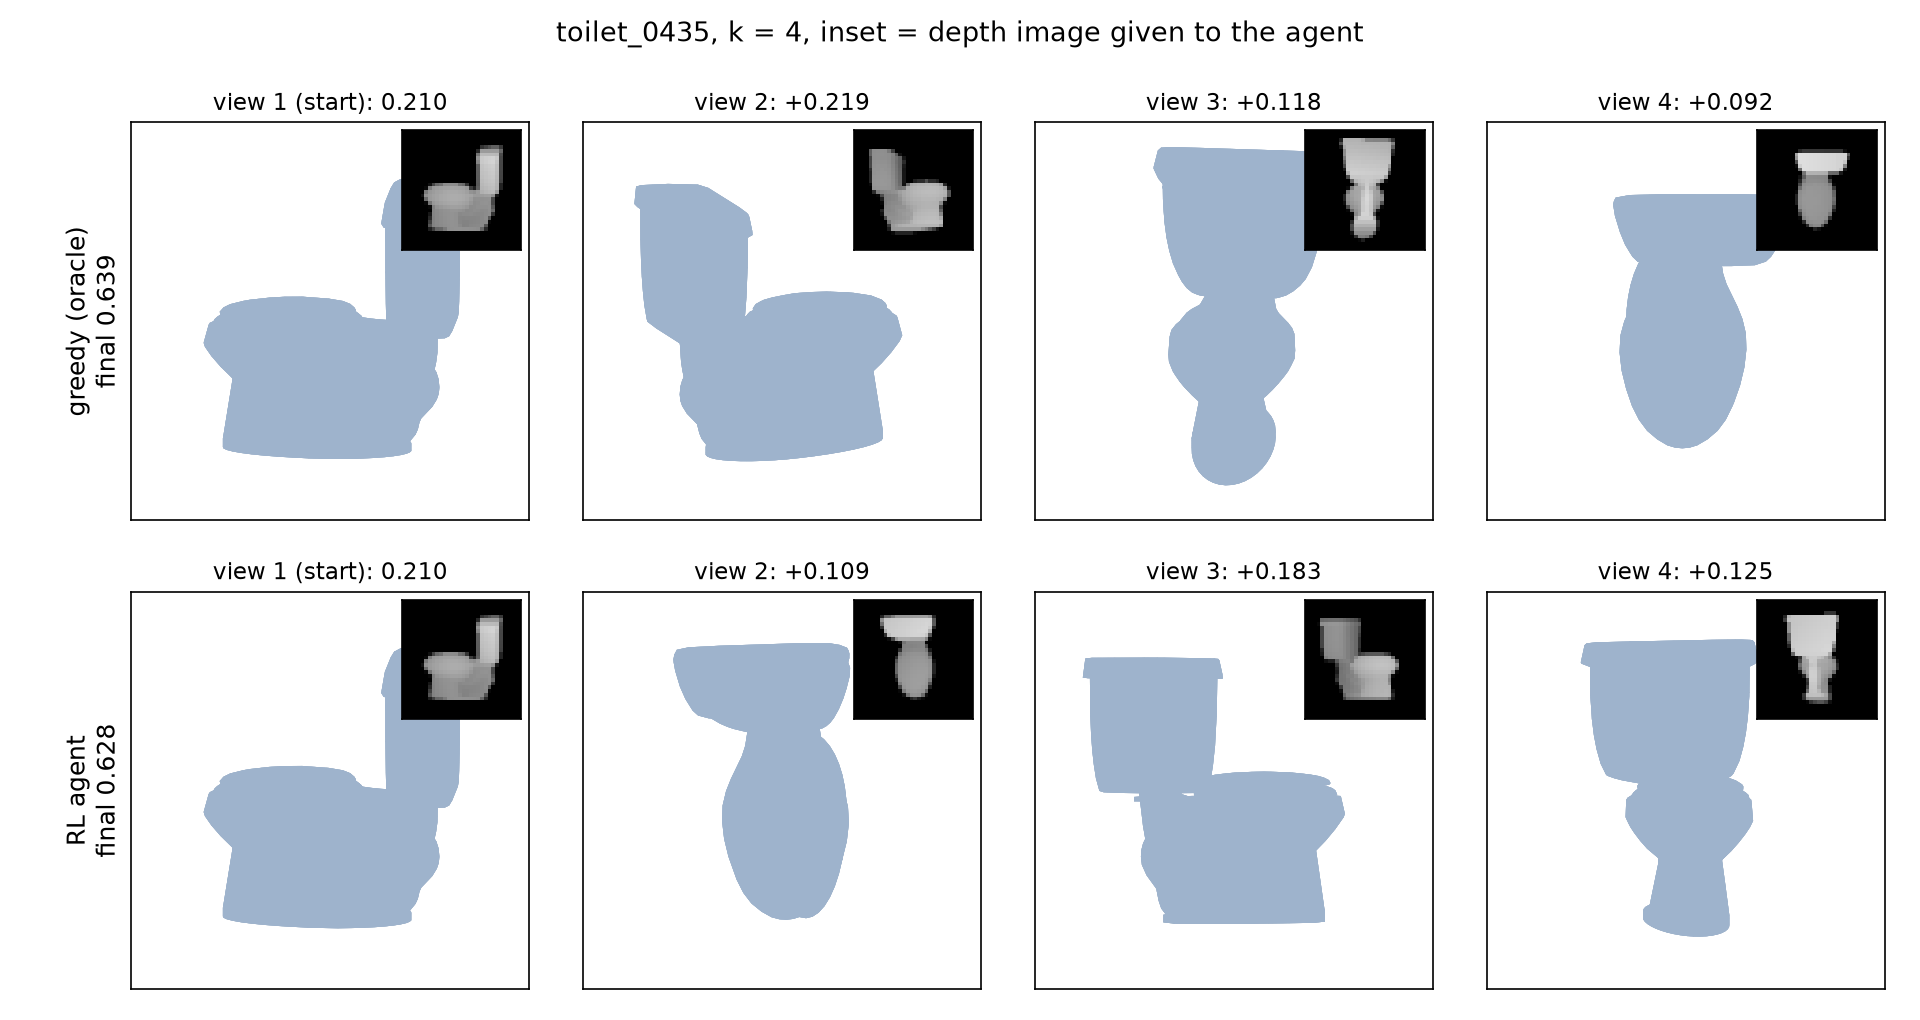 toilet_0435, k = 4, inset = depth image given to the agent
greedy (oracle)
final 0.639
view 1 (start): 0.210
view 2: +0.219
view 3: +0.118
view 4: +0.092
RL agent
final 0.628
view 1 (start): 0.210
view 2: +0.109
view 3: +0.183
view 4: +0.125